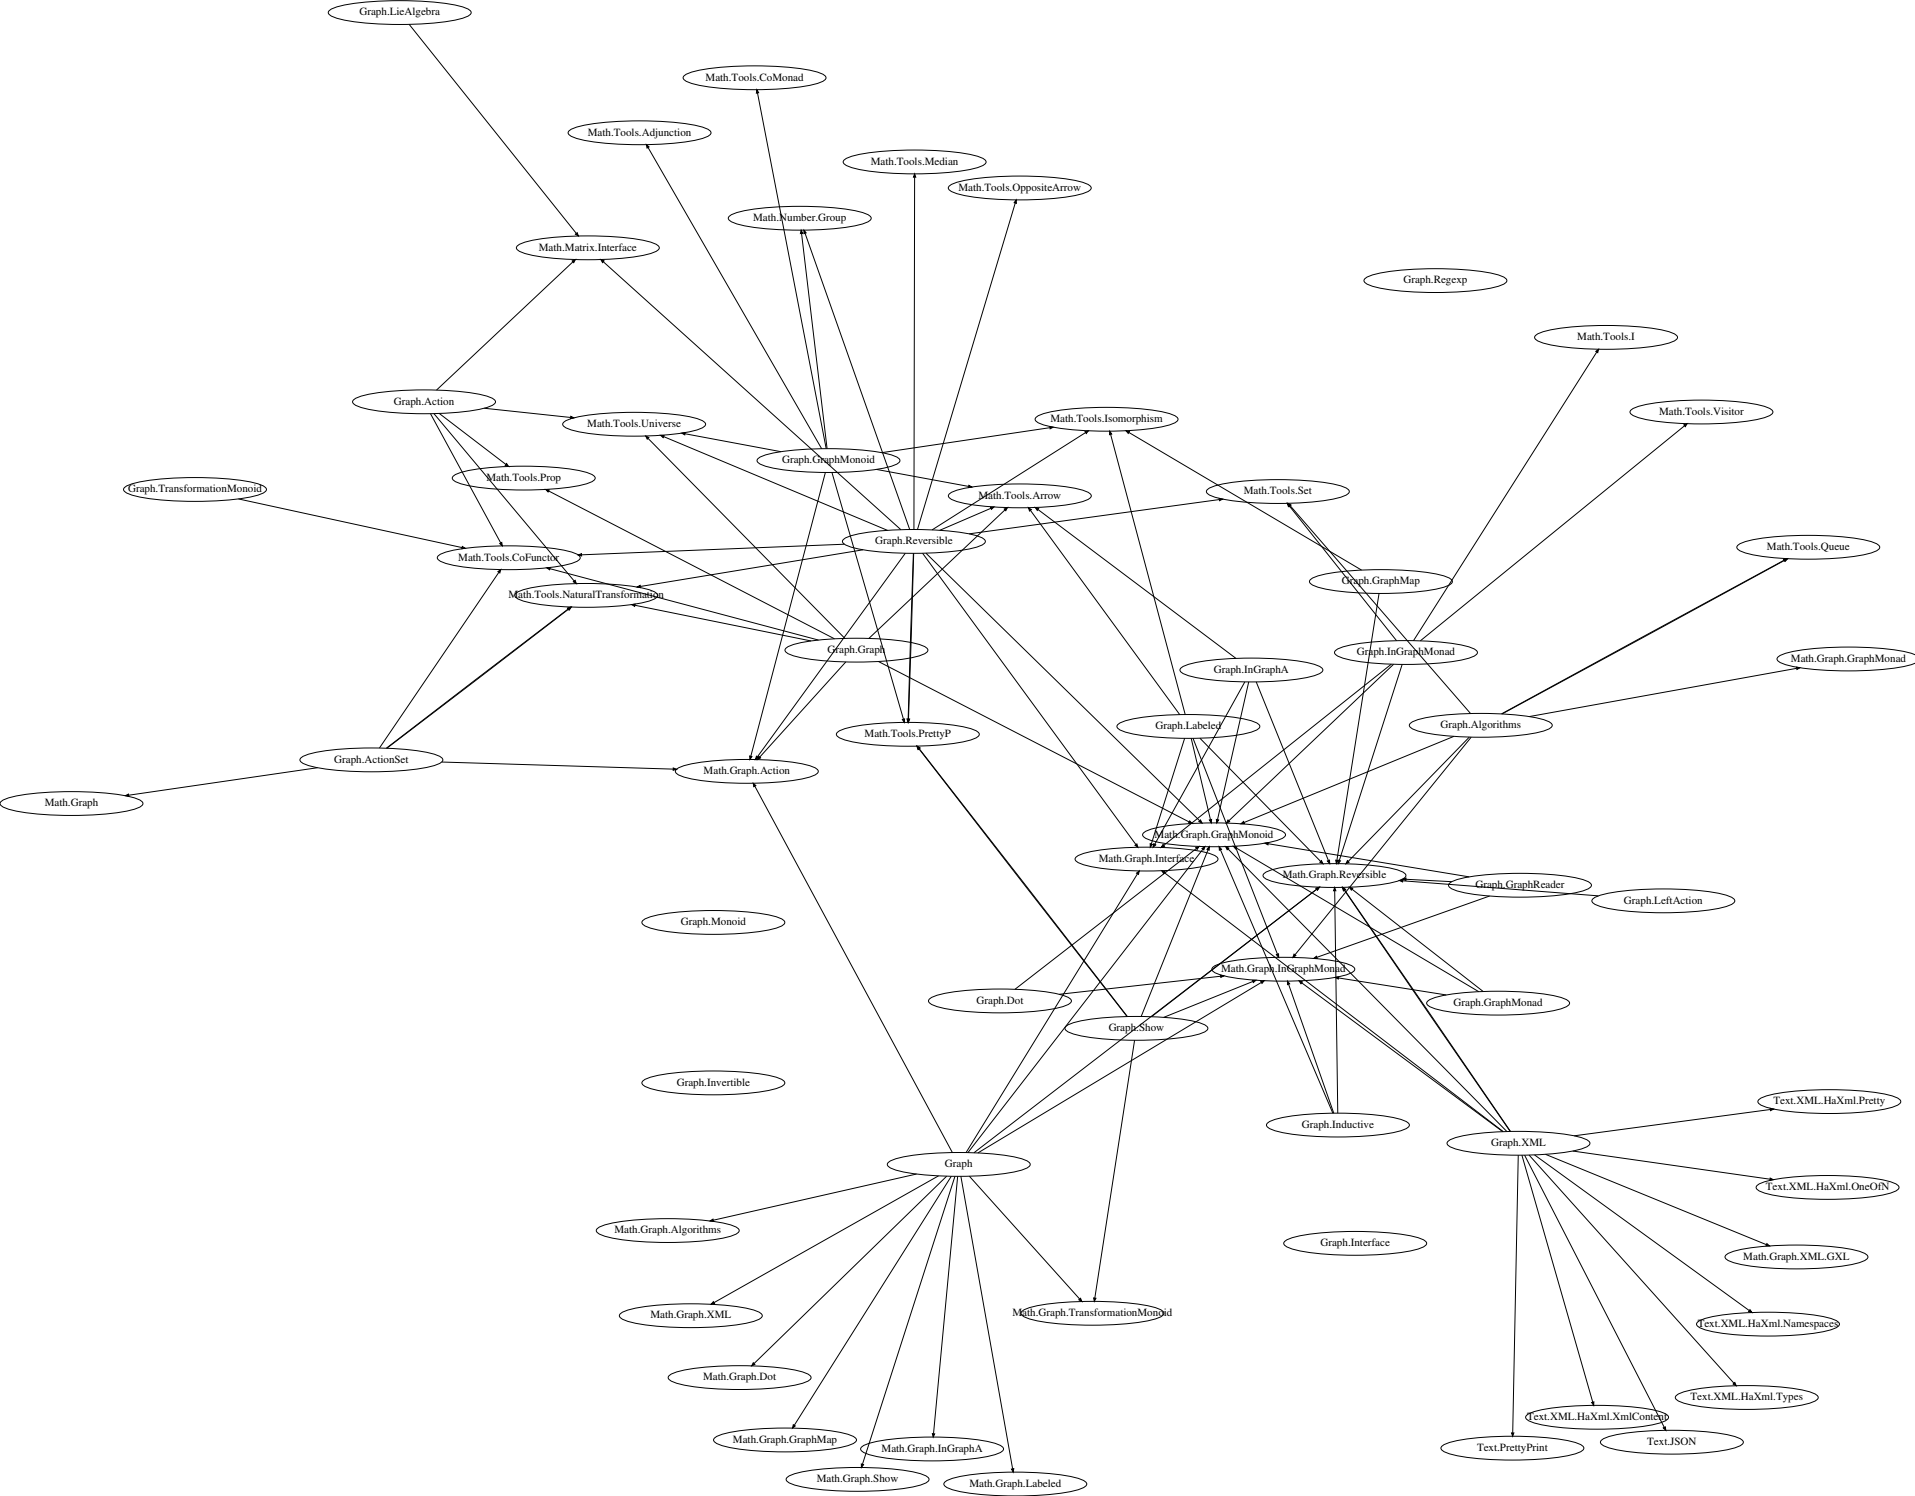 Graph.LieAlgebra
Math.Tools.CoMonad
Math.Tools.Adjunction
Math.Tools.Median
Math.Tools.OppositeArrow
Math.Number.Group
Math.Matrix.Interface
Graph.Regexp
Math.Tools.I
Graph.Action
Math.Tools.Visitor
Math.Tools.Isomorphism
Math.Tools.Universe
Graph.GraphMonoid
Math.Tools.Prop
Graph.TransformationMonoid
Math.Tools.Set
Math.Tools.Arrow
Graph.Reversible
Math.Tools.Queue
Math.Tools.CoFunctor
Graph.GraphMap
Math.Tools.NaturalTransformation
Graph.Graph
Graph.InGraphMonad
Math.Graph.GraphMonad
Graph.InGraphA
Graph.Labeled
Graph.Algorithms
Math.Tools.PrettyP
Graph.ActionSet
Math.Graph.Action
Math.Graph
Math.Graph.GraphMonoid
Math.Graph.Interface
Math.Graph.Reversible
Graph.GraphReader
Graph.LeftAction
Graph.Monoid
Math.Graph.InGraphMonad
Graph.Dot
Graph.GraphMonad
Graph.Show
Graph.Invertible
Text.XML.HaXml.Pretty
Graph.Inductive
Graph.XML
Graph
Text.XML.HaXml.OneOfN
Math.Graph.Algorithms
Graph.Interface
Math.Graph.XML.GXL
Math.Graph.TransformationMonoid
Math.Graph.XML
Text.XML.HaXml.Namespaces
Math.Graph.Dot
Text.XML.HaXml.Types
Text.XML.HaXml.XmlContent
Math.Graph.GraphMap
Text.JSON
Math.Graph.InGraphA
Text.PrettyPrint
Math.Graph.Show
Math.Graph.Labeled